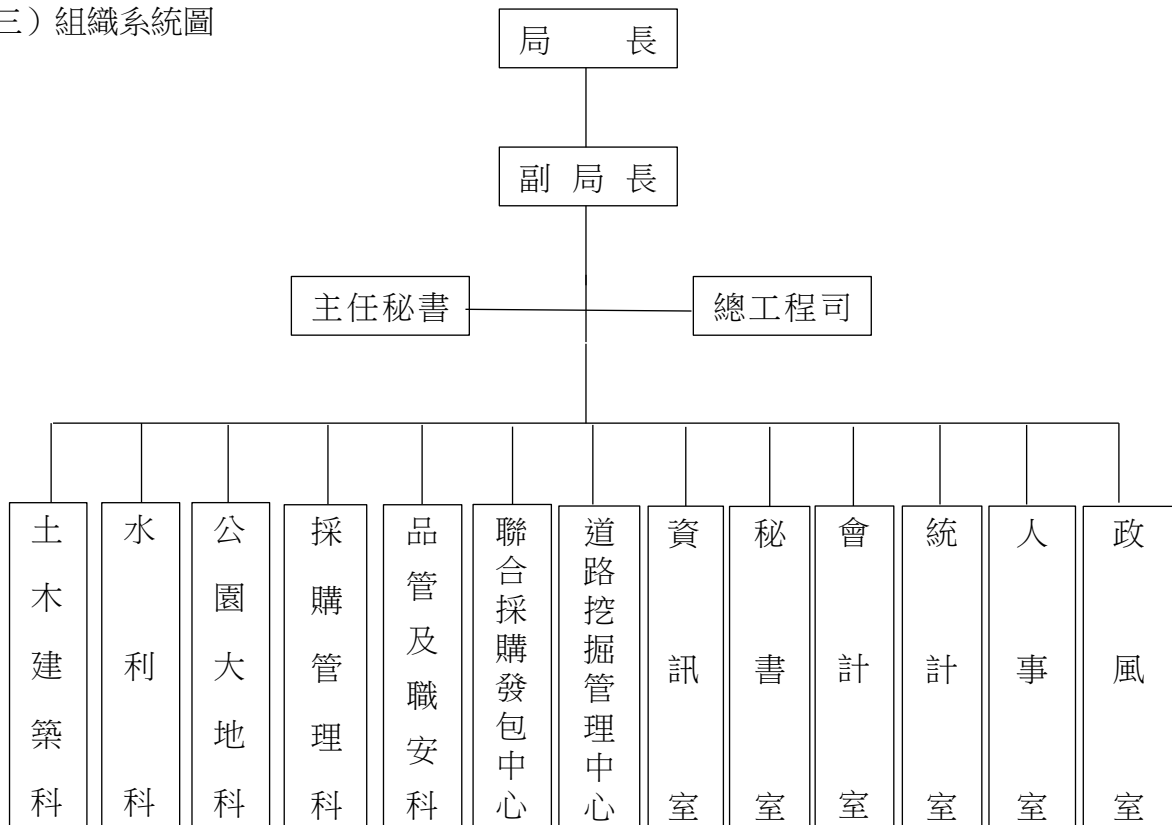 三）組織系統圖
局長
副局長
主任秘書
總工程司
土木建築科
水利科
公園大地科
採購管理科
品管及職安科
聯合採購發包中心
道路挖掘管理中心
資訊室
秘書室
會計室
統計室
人事室
政風室